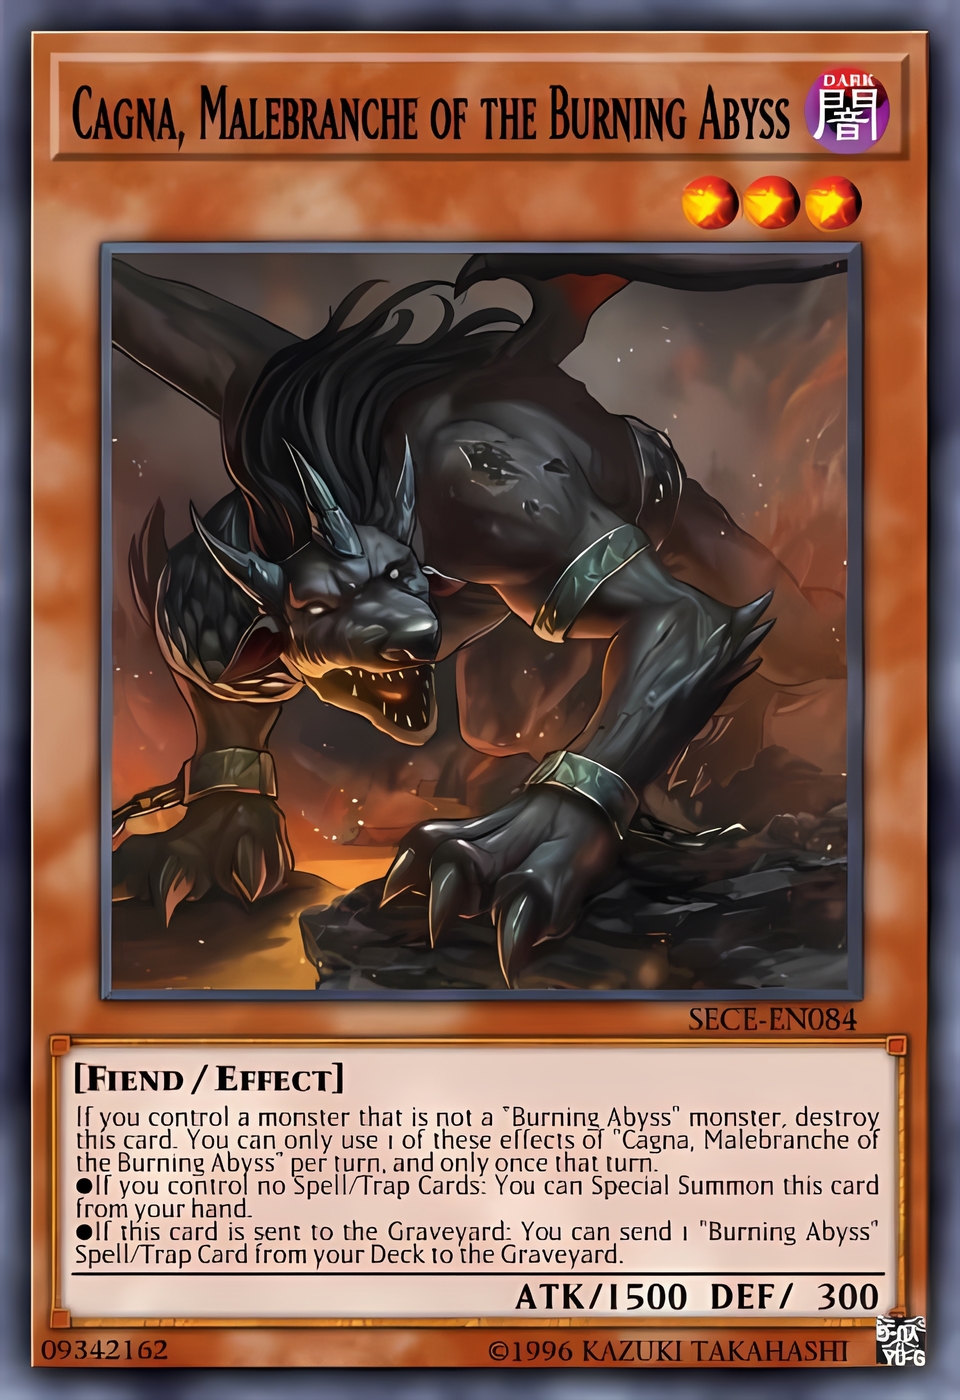 Cagna, Malebranche of the Burning Abyss
DARK
闇
SECE-EN084
[Fiend / Effect]
If you control a monster that is not a "Burning Abyss" monster, destroy
this card. You can only use 1 of these effects of "Cagna, Malebranche of
the Burning Abyss" per turn, and only once that turn.
●If you control no Spell/Trap Cards: You can Special Summon this card
from your hand.
●If this card is sent to the Graveyard: You can send 1 "Burning Abyss"
Spell/Trap Card from your Deck to the Graveyard.
ATK/1500 DEF/ 300
09342162
©1996 KAZUKI TAKAHASHI